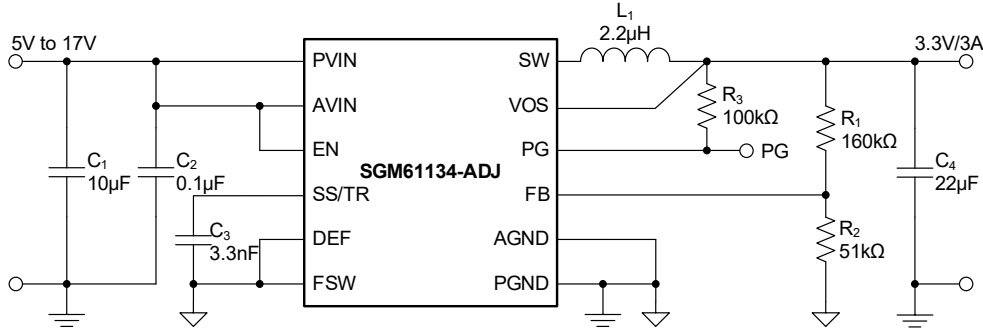 5V to 17V
L1
2.2µH
3.3V/3A
PVIN
SW
AVIN
VOS
R3
100kΩ
R1
160kΩ
EN
PG
PG
C1
10µF
C2
0.1µF
SGM61134-ADJ
C4
22µF
SS/TR
FB
C3
3.3nF
DEF
AGND
R2
51kΩ
FSW
PGND